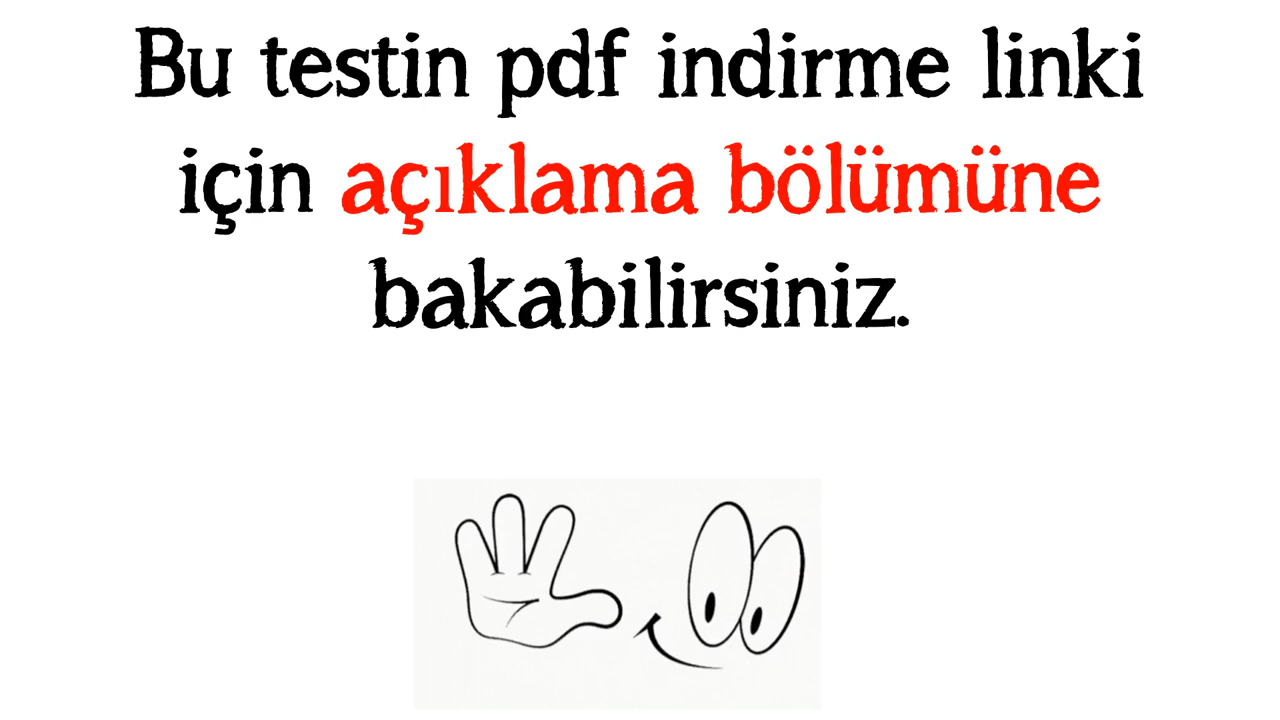 Bu testin pdf indirme linki
için açıklama bölümüne
bakabilirsiniz.